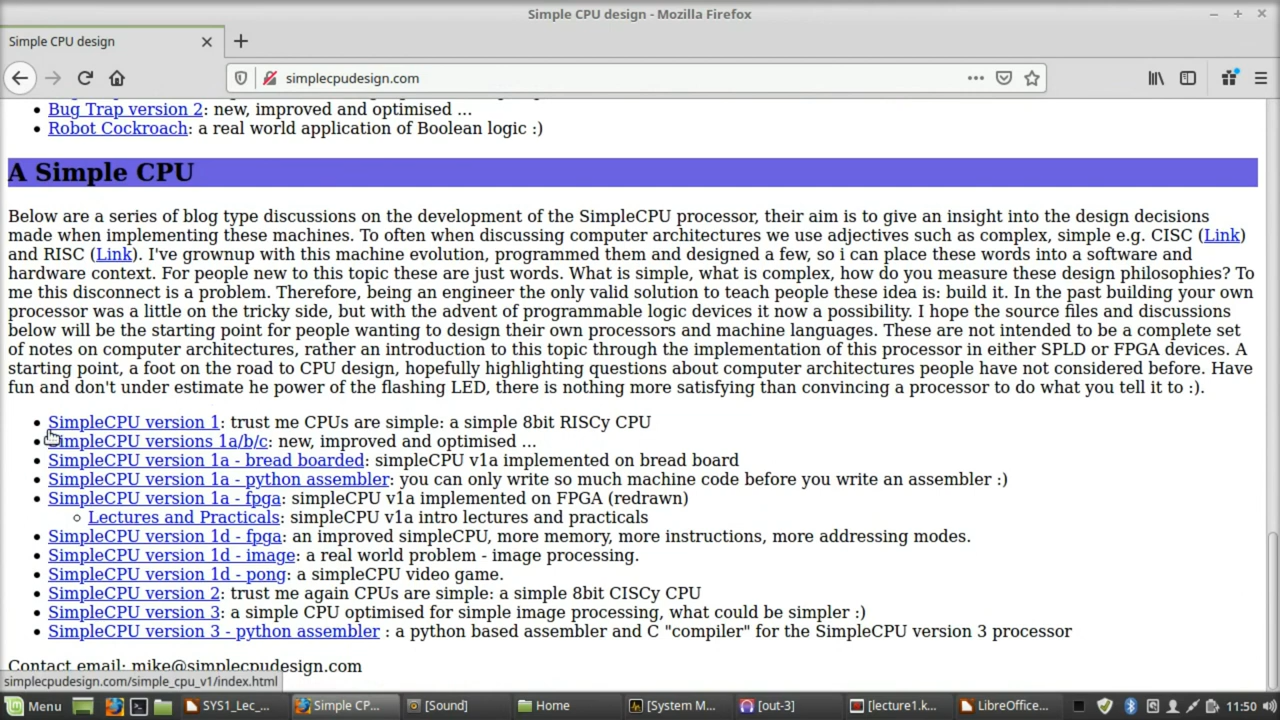 Simple CPU design - Mozilla Firefox
Simple CPU design
simplecpudesign.com
Bug Trap version 2: new, improved and optimised ...
Robot Cockroach: a real world application of Boolean logic :)
A Simple CPU
Below are a series of blog type discussions on the development of the SimpleCPU processor, their aim is to give an insight into the design decisions
made when implementing these machines. To often when discussing computer architectures we use adjectives such as complex, simple e.g. CISC (Link)
and RISC (Link). I've grownup with this machine evolution, programmed them and designed a few, so i can place these words into a software and
hardware context. For people new to this topic these are just words. What is simple, what is complex, how do you measure these design philosophies? To
me this disconnect is a problem. Therefore, being an engineer the only valid solution to teach people these idea is: build it. In the past building your own
processor was a little on the tricky side, but with the advent of programmable logic devices it now a possibility. I hope the source files and discussions
below will be the starting point for people wanting to design their own processors and machine languages. These are not intended to be a complete set
of notes on computer architectures, rather an introduction to this topic through the implementation of this processor in either SPLD or FPGA devices. A
starting point, a foot on the road to CPU design, hopefully highlighting questions about computer architectures people have not considered before. Have
fun and don't under estimate he power of the flashing LED, there is nothing more satisfying than convincing a processor to do what you tell it to :).
SimpleCPU version 1: trust me CPUs are simple: a simple 8bit RISCy CPU
SimpleCPU versions 1a/b/c: new, improved and optimised ...
SimpleCPU version 1a - bread boarded: simpleCPU v1a implemented on bread board
SimpleCPU version 1a - python assembler: you can only write so much machine code before you write an assembler :)
SimpleCPU version 1a - fpga: simpleCPU v1a implemented on FPGA (redrawn)
Lectures and Practicals: simpleCPU v1a intro lectures and practicals
SimpleCPU version 1d - fpga: an improved simpleCPU, more memory, more instructions, more addressing modes.
SimpleCPU version 1d - image: a real world problem - image processing.
SimpleCPU version 1d - pong: a simpleCPU video game.
SimpleCPU version 2: trust me again CPUs are simple: a simple 8bit CISCy CPU
SimpleCPU version 3: a simple CPU optimised for simple image processing, what could be simpler :)
SimpleCPU version 3 - python assembler : a python based assembler and C "compiler" for the SimpleCPU version 3 processor
Contact email: mike@simplecpudesign.com
simplecpudesign.com/simple_cpu_v1/index.html
Menu SYS1_Lec_... Simple CP... [Sound] Home [System M... [out-3] [lecture1.k... LibreOffice... 11:50